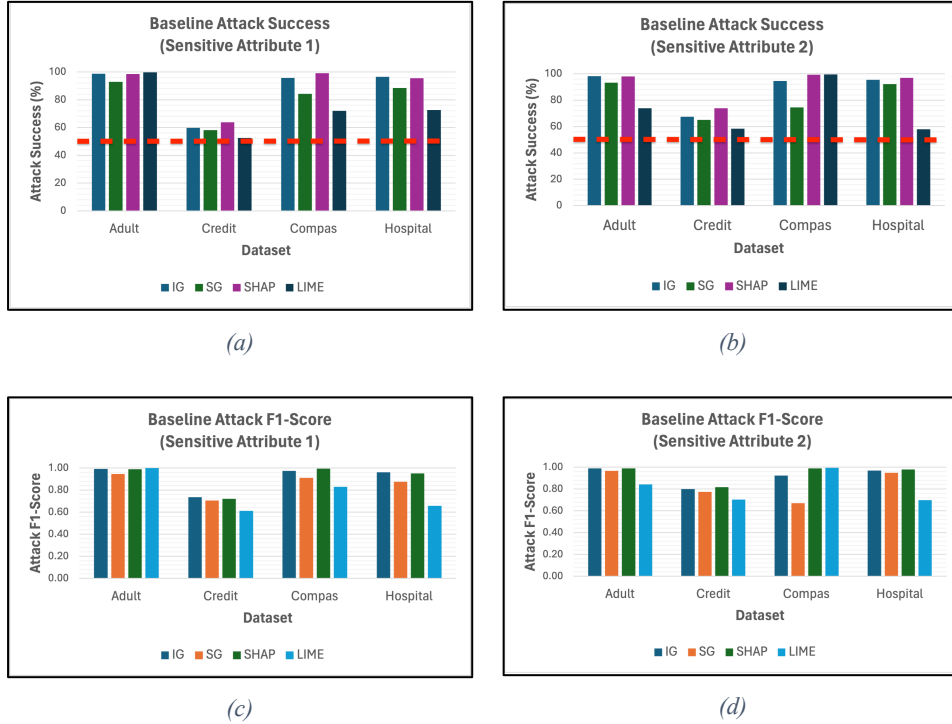 Baseline Attack Success
(Sensitive Attribute 1)
Attack Success (%)
100
80
60
40
20
0
Adult Credit Compas Hospital
Dataset
IG SG SHAP LIME
(a)
Baseline Attack Success
(Sensitive Attribute 2)
Attack Success (%)
100
80
60
40
20
0
Adult Credit Compas Hospital
Dataset
IG SG SHAP LIME
(b)
Baseline Attack F1-Score
(Sensitive Attribute 1)
Attack F1-Score
1.00
0.80
0.60
0.40
0.20
0.00
Adult Credit Compas Hospital
Dataset
IG SG SHAP LIME
(c)
Baseline Attack F1-Score
(Sensitive Attribute 2)
Attack F1-Score
1.00
0.80
0.60
0.40
0.20
0.00
Adult Credit Compas Hospital
Dataset
IG SG SHAP LIME
(d)